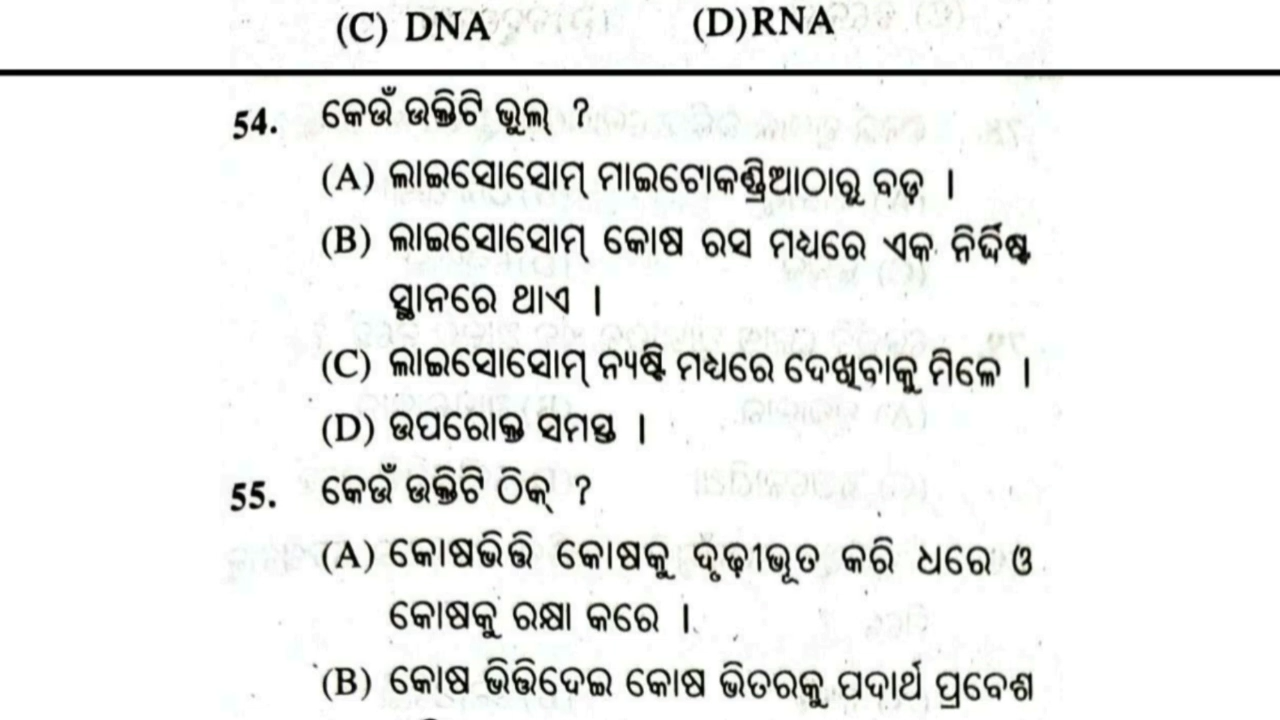 (C) DNA (D)RNA
54. କେଉଁ ଉକ୍ତିଟି ଭୁଲ୍ ?
(A) ଲାଇସୋସୋମ୍ ମାଇଟୋକଣ୍ଡ୍ରିଆଠାରୁ ବଡ଼ ।
(B) ଲାଇସୋସୋମ୍ କୋଷ ରସ ମଧ୍ୟରେ ଏକ ନିର୍ଦ୍ଦିଷ୍ଟ
ସ୍ଥାନରେ ଥାଏ ।
(C) ଲାଇସୋସୋମ୍ ନ୍ୟଷ୍ଟି ମଧ୍ୟରେ ଦେଖିବାକୁ ମିଳେ ।
(D) ଉପରୋକ୍ତ ସମସ୍ତ ।
55. କେଉଁ ଉକ୍ତିଟି ଠିକ୍ ?
(A) କୋଷଭିତ୍ତି କୋଷକୁ ଦୃଢ଼ୀଭୂତ କରି ଧରେ ଓ
କୋଷକୁ ରକ୍ଷା କରେ ।
(B) କୋଷ ଭିତ୍ତିଦେଇ କୋଷ ଭିତରକୁ ପଦାର୍ଥ ପ୍ରବେଶ